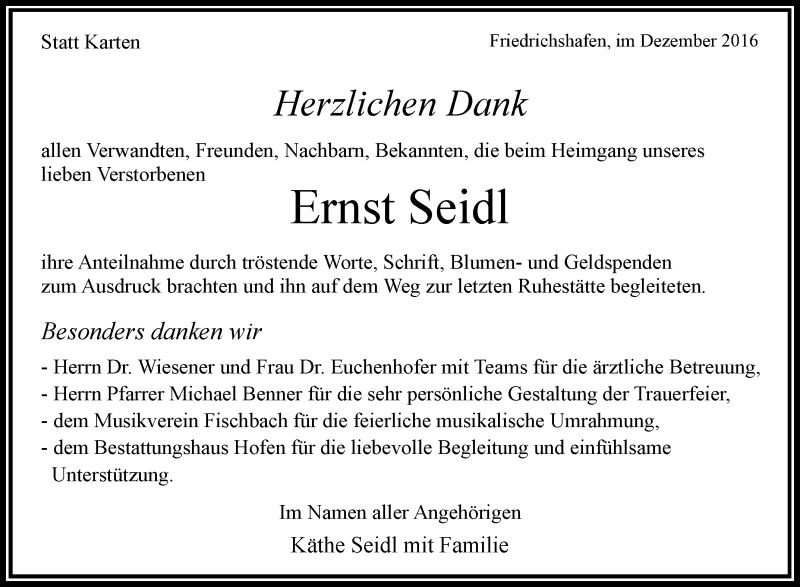 Statt Karten
Friedrichshafen, im Dezember 2016
Herzlichen Dank
allen Verwandten, Freunden, Nachbarn, Bekannten, die beim Heimgang unseres
lieben Verstorbenen
Ernst Seidl
ihre Anteilnahme durch tröstende Worte, Schrift, Blumen- und Geldspenden
zum Ausdruck brachten und ihn auf dem Weg zur letzten Ruhestätte begleiteten.
Besonders danken wir
- Herrn Dr. Wiesener und Frau Dr. Euchenhofer mit Teams für die ärztliche Betreuung,
- Herrn Pfarrer Michael Benner für die sehr persönliche Gestaltung der Trauerfeier,
- dem Musikverein Fischbach für die feierliche musikalische Umrahmung,
- dem Bestattungshaus Hofen für die liebevolle Begleitung und einfühlsame
Unterstützung.
Im Namen aller Angehörigen
Käthe Seidl mit Familie